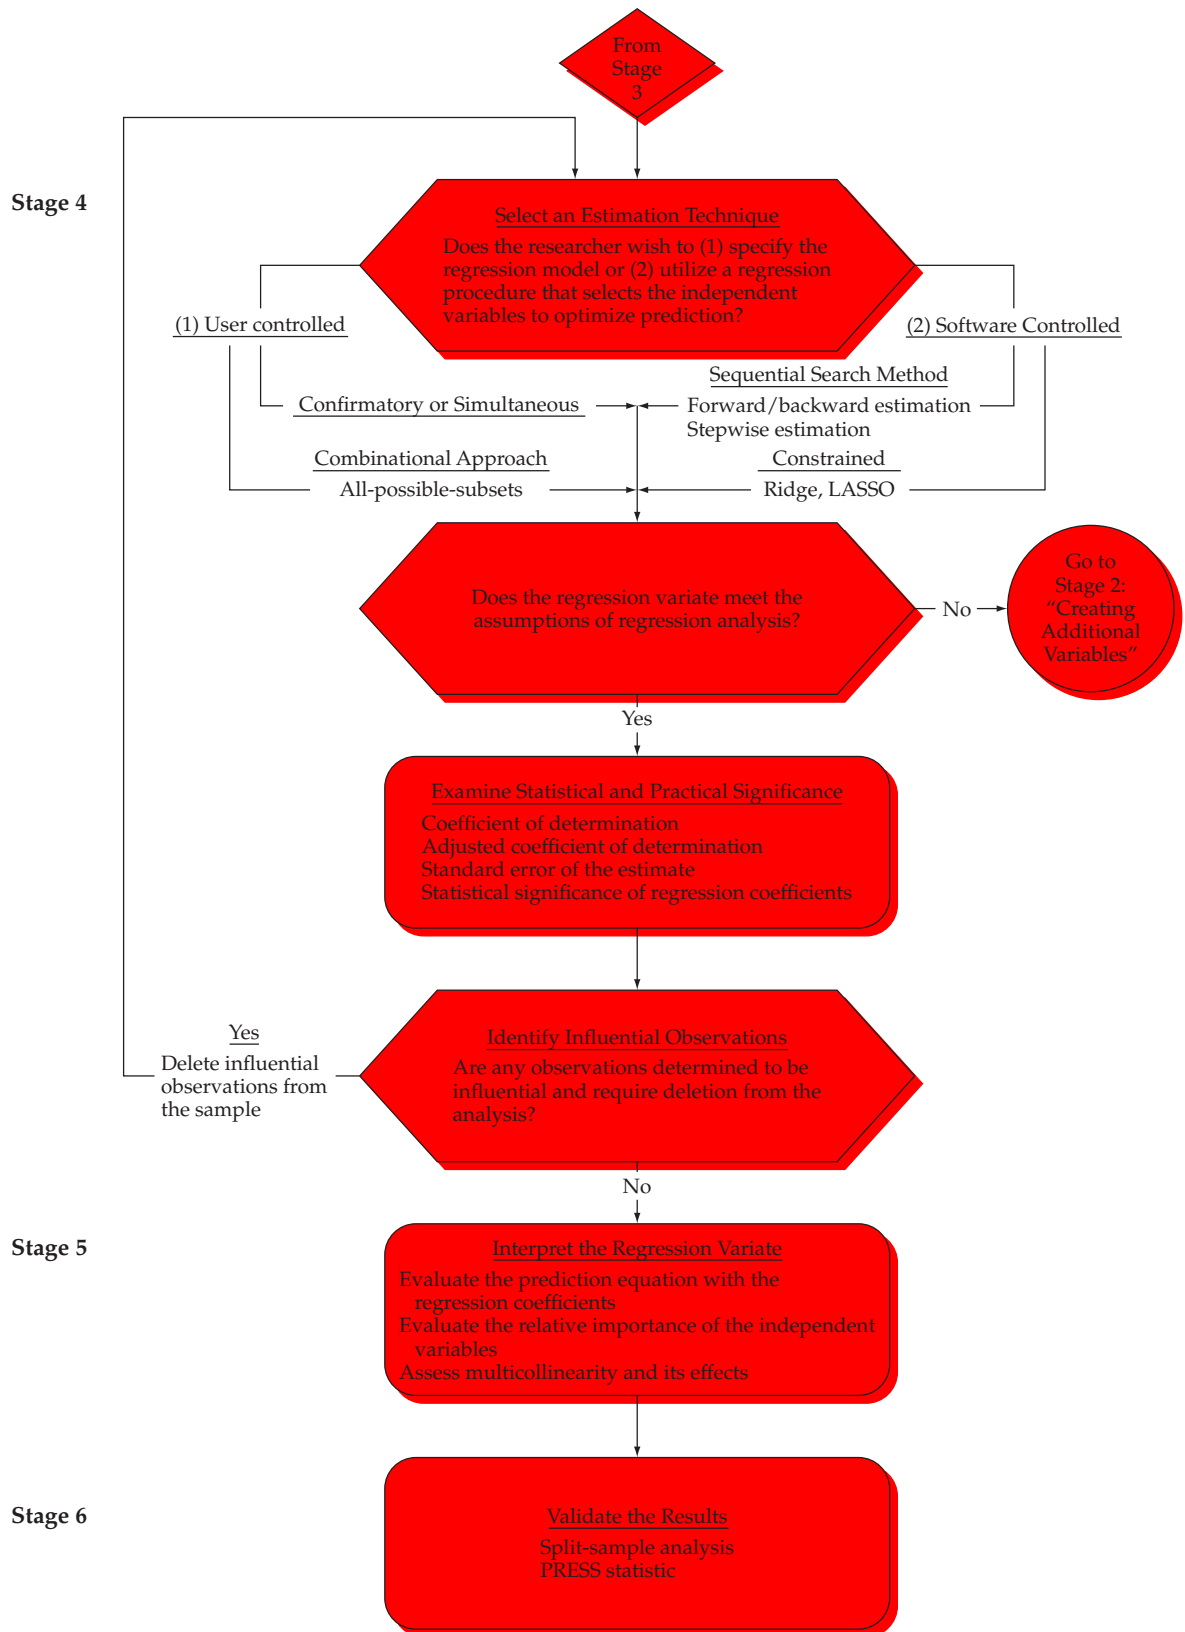 From
Stage
3
Stage 4
Select an Estimation Technique
Does the researcher wish to (1) specify the
regression model or (2) utilize a regression
procedure that selects the independent
variables to optimize prediction?
(1) User controlled
(2) Software Controlled
Sequential Search Method
Confirmatory or Simultaneous
Forward/backward estimation
Stepwise estimation
Combinational Approach
All-possible-subsets
Constrained
Ridge, LASSO
Does the regression variate meet the
assumptions of regression analysis?
No
Go to
Stage 2:
“Creating
Additional
Variables”
Yes
Examine Statistical and Practical Significance
Coefficient of determination
Adjusted coefficient of determination
Standard error of the estimate
Statistical significance of regression coefficients
Identify Influential Observations
Are any observations determined to be
influential and require deletion from the
analysis?
Yes
Delete influential
observations from
the sample
No
Stage 5
Interpret the Regression Variate
Evaluate the prediction equation with the
regression coefficients
Evaluate the relative importance of the independent
variables
Assess multicollinearity and its effects
Stage 6
Validate the Results
Split-sample analysis
PRESS statistic